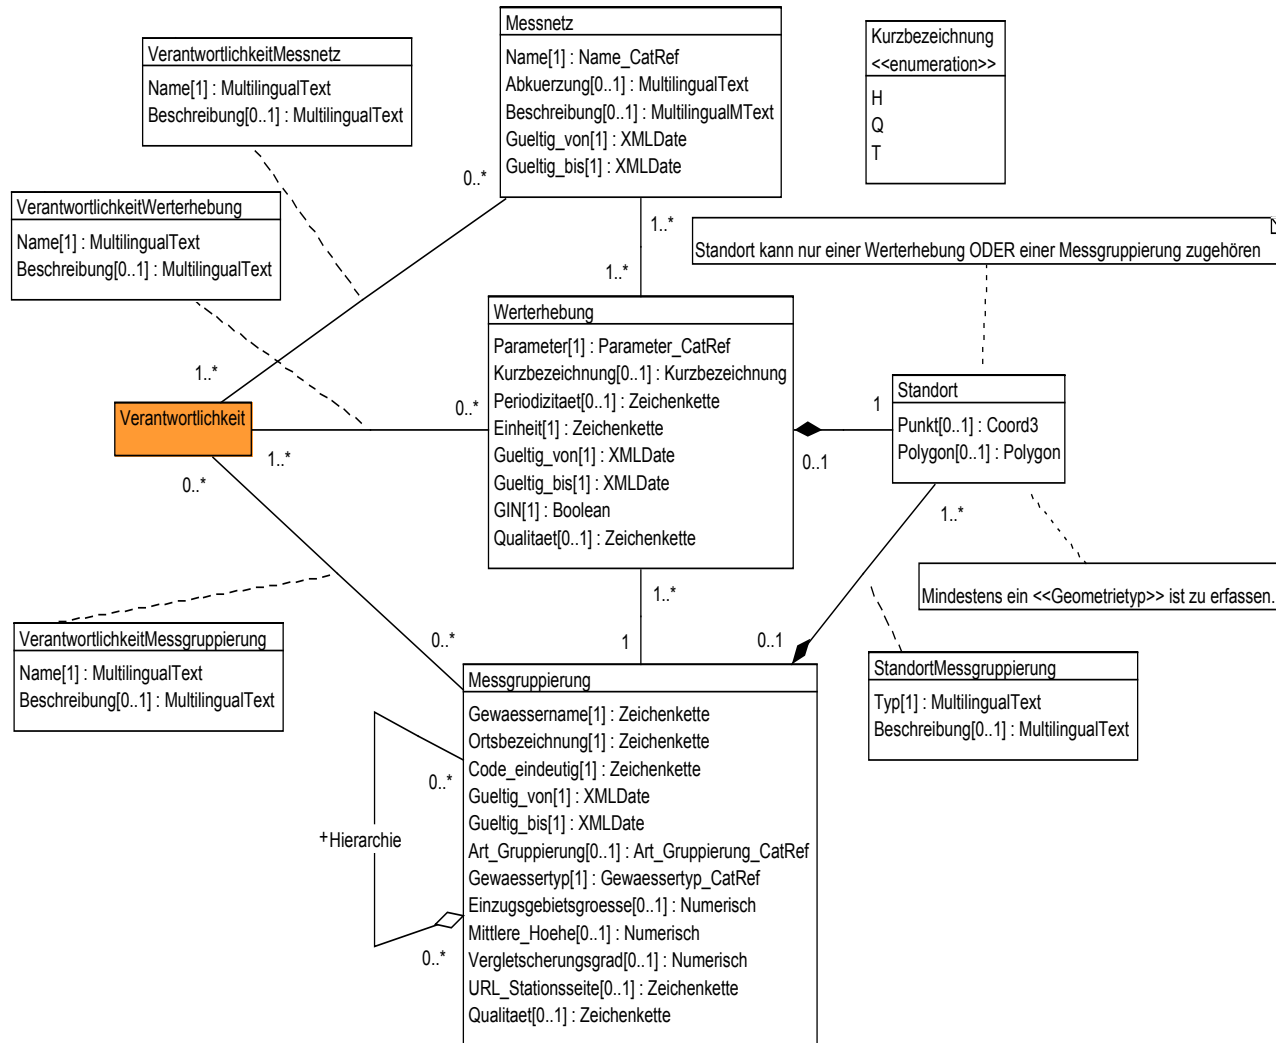 Messnetz
Name[1] : Name_CatRef
Abkuerzung[0..1] : MultilingualText
Beschreibung[0..1] : MultilingualMText
Gueltig_von[1] : XMLDate
Gueltig_bis[1] : XMLDate
Kurzbezeichnung
<<enumeration>>
H
Q
T
VerantwortlichkeitMessnetz
Name[1] : MultilingualText
Beschreibung[0..1] : MultilingualText
VerantwortlichkeitWerterhebung
Name[1] : MultilingualText
Beschreibung[0..1] : MultilingualText
0..*
1..*
1..*
Standort kann nur einer Werterhebung ODER einer Messgruppierung zugehören
Werterhebung
Parameter[1] : Parameter_CatRef
Kurzbezeichnung[0..1] : Kurzbezeichnung
Periodizitaet[0..1] : Zeichenkette
Einheit[1] : Zeichenkette
Gueltig_von[1] : XMLDate
Gueltig_bis[1] : XMLDate
GIN[1] : Boolean
Qualitaet[0..1] : Zeichenkette
1..*
0..*
Verantwortlichkeit
1..*
0..*
Standort
Punkt[0..1] : Coord3
Polygon[0..1] : Polygon
1
0..1
1..*
Mindestens ein <<Geometrietyp>> ist zu erfassen.
1..*
1
0..1
0..*
VerantwortlichkeitMessgruppierung
Name[1] : MultilingualText
Beschreibung[0..1] : MultilingualText
StandortMessgruppierung
Typ[1] : MultilingualText
Beschreibung[0..1] : MultilingualText
Messgruppierung
Gewaessername[1] : Zeichenkette
Ortsbezeichnung[1] : Zeichenkette
Code_eindeutig[1] : Zeichenkette
Gueltig_von[1] : XMLDate
Gueltig_bis[1] : XMLDate
Art_Gruppierung[0..1] : Art_Gruppierung_CatRef
Gewaessertyp[1] : Gewaessertyp_CatRef
Einzugsgebietsgroesse[0..1] : Numerisch
Mittlere_Hoehe[0..1] : Numerisch
Vergletscherungsgrad[0..1] : Numerisch
URL_Stationsseite[0..1] : Zeichenkette
Qualitaet[0..1] : Zeichenkette
0..*
+Hierarchie
0..*